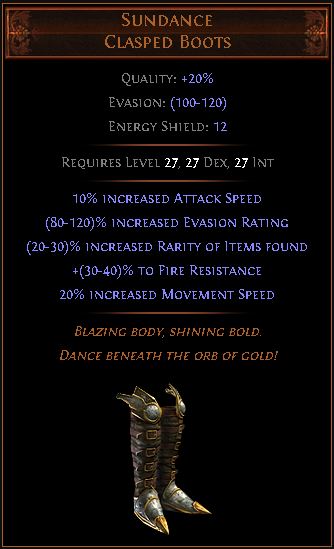 Sundance
Clasped Boots
Quality: +20%
Evasion: (100-120)
Energy Shield: 12
Requires Level 27, 27 Dex, 27 Int
10% increased Attack Speed
(80-120)% increased Evasion Rating
(20-30)% increased Rarity of Items found
+(30-40)% to Fire Resistance
20% increased Movement Speed
Blazing body, shining bold.
Dance beneath the orb of gold!